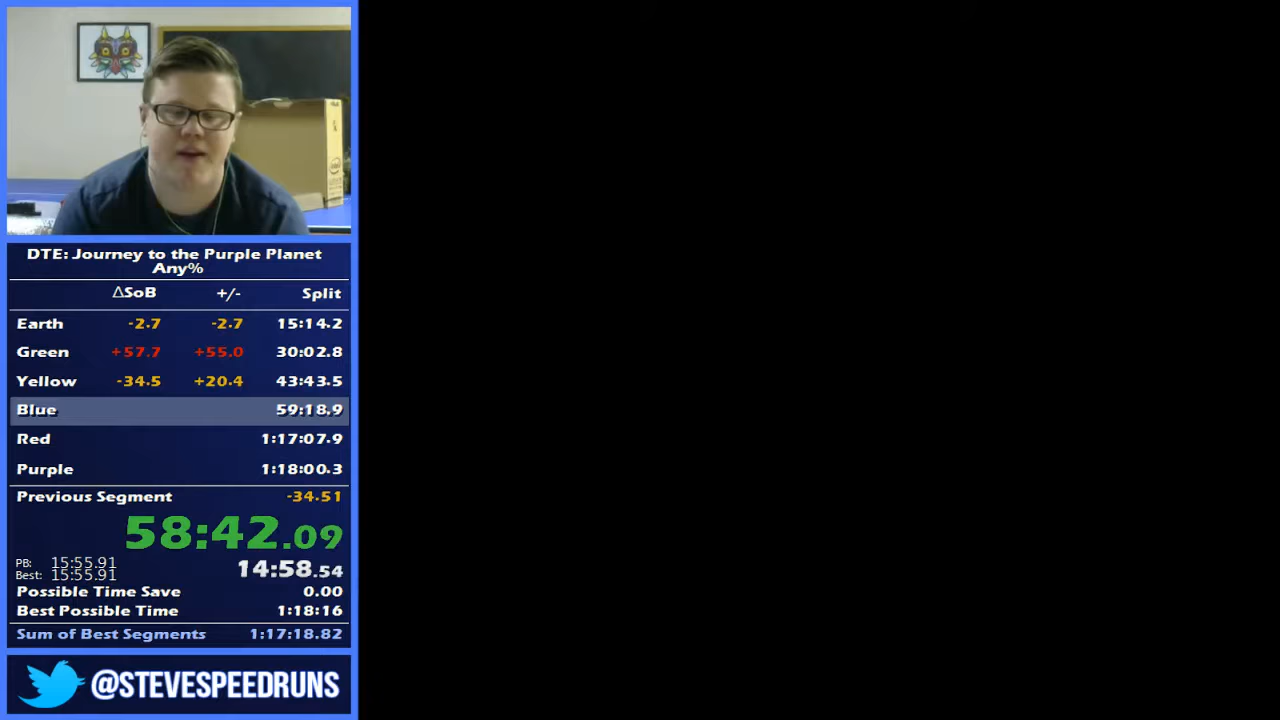 DTE: Journey to the Purple Planet
Any%
ΔSoB +/- Split
Earth -2.7 -2.7 15:14.2
Green +57.7 +55.0 30:02.8
Yellow -34.5 +20.4 43:43.5
Blue 59:18.9
Red 1:17:07.9
Purple 1:18:00.3
Previous Segment -34.51
58:42.09
PB: 15:55.91
Best: 15:55.91
14:58.54
Possible Time Save 0.00
Best Possible Time 1:18:16
Sum of Best Segments 1:17:18.82
@STEVESPEEDRUNS